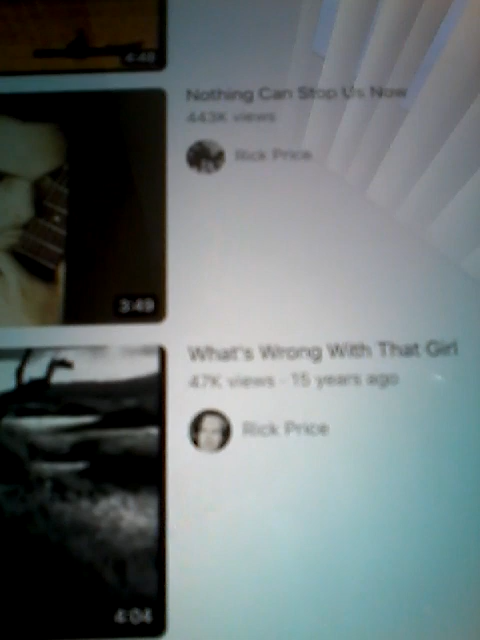 4:48
Nothing Can Stop Us Now
443K views
Rick Price
3:49
What's Wrong With That Girl
47K views · 15 years ago
Rick Price
4:04